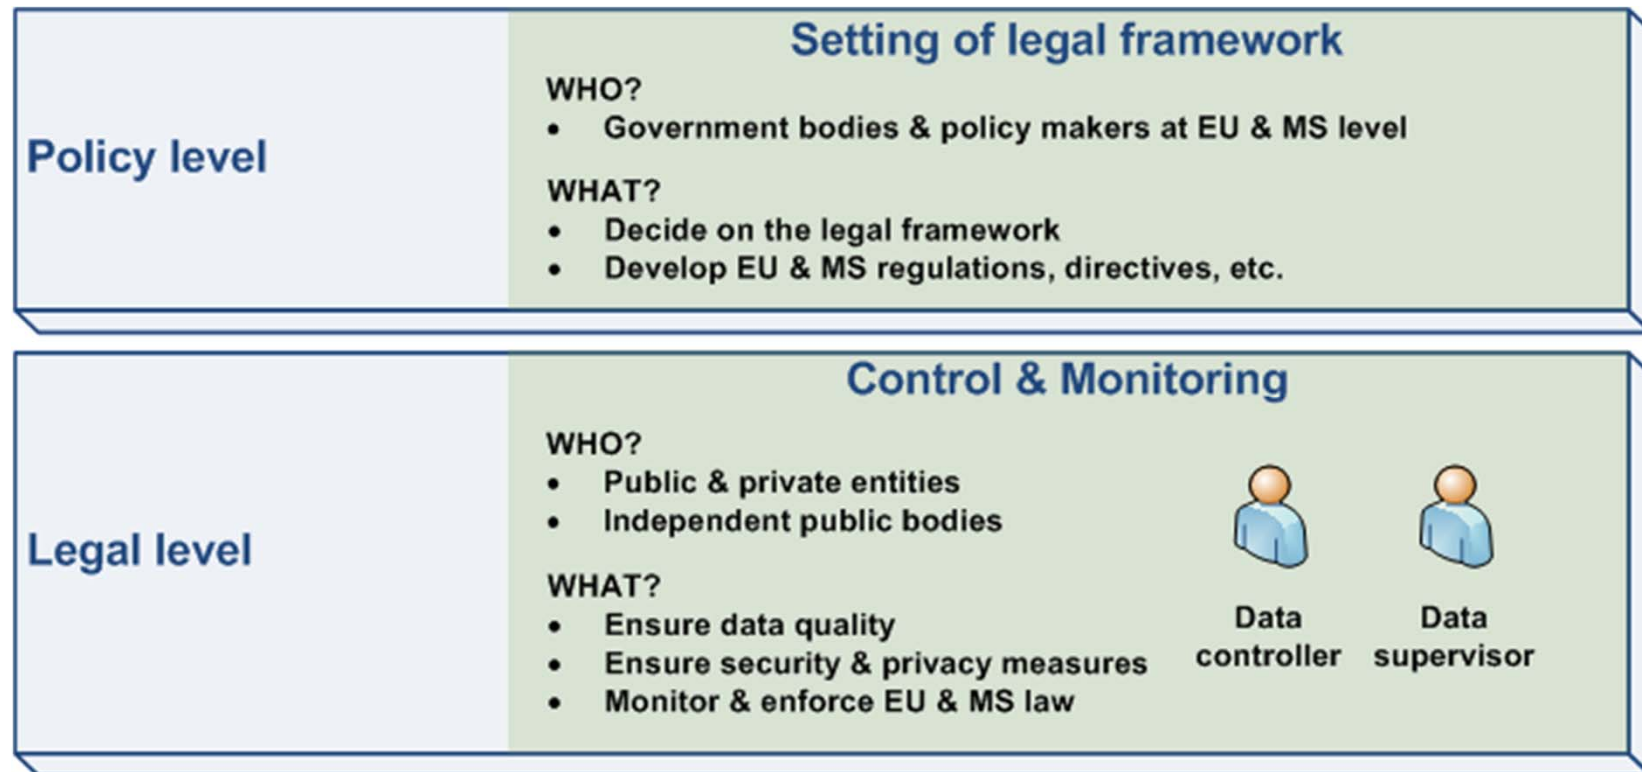 Setting of legal framework
WHO?
• Government bodies & policy makers at EU & MS level
Policy level
WHAT?
• Decide on the legal framework
• Develop EU & MS regulations, directives, etc.
Control & Monitoring
WHO?
• Public & private entities
• Independent public bodies
Legal level
WHAT?
• Ensure data quality
• Ensure security & privacy measures
• Monitor & enforce EU & MS law
Data
controller
Data
supervisor